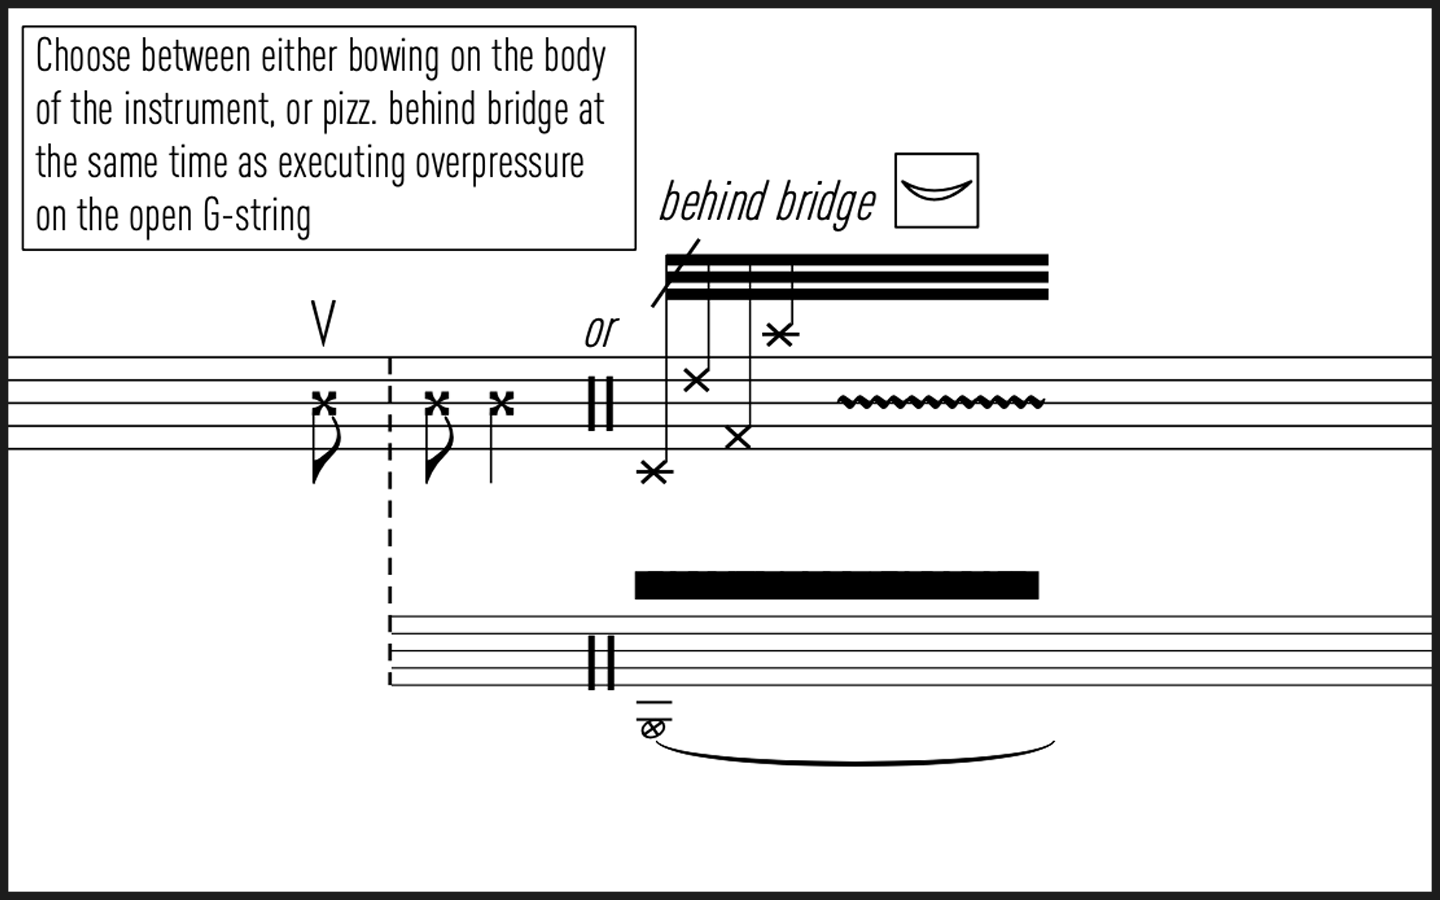 Choose between either bowing on the body
of the instrument, or pizz. behind bridge at
the same time as executing overpressure
on the open G-string
behind bridge
or